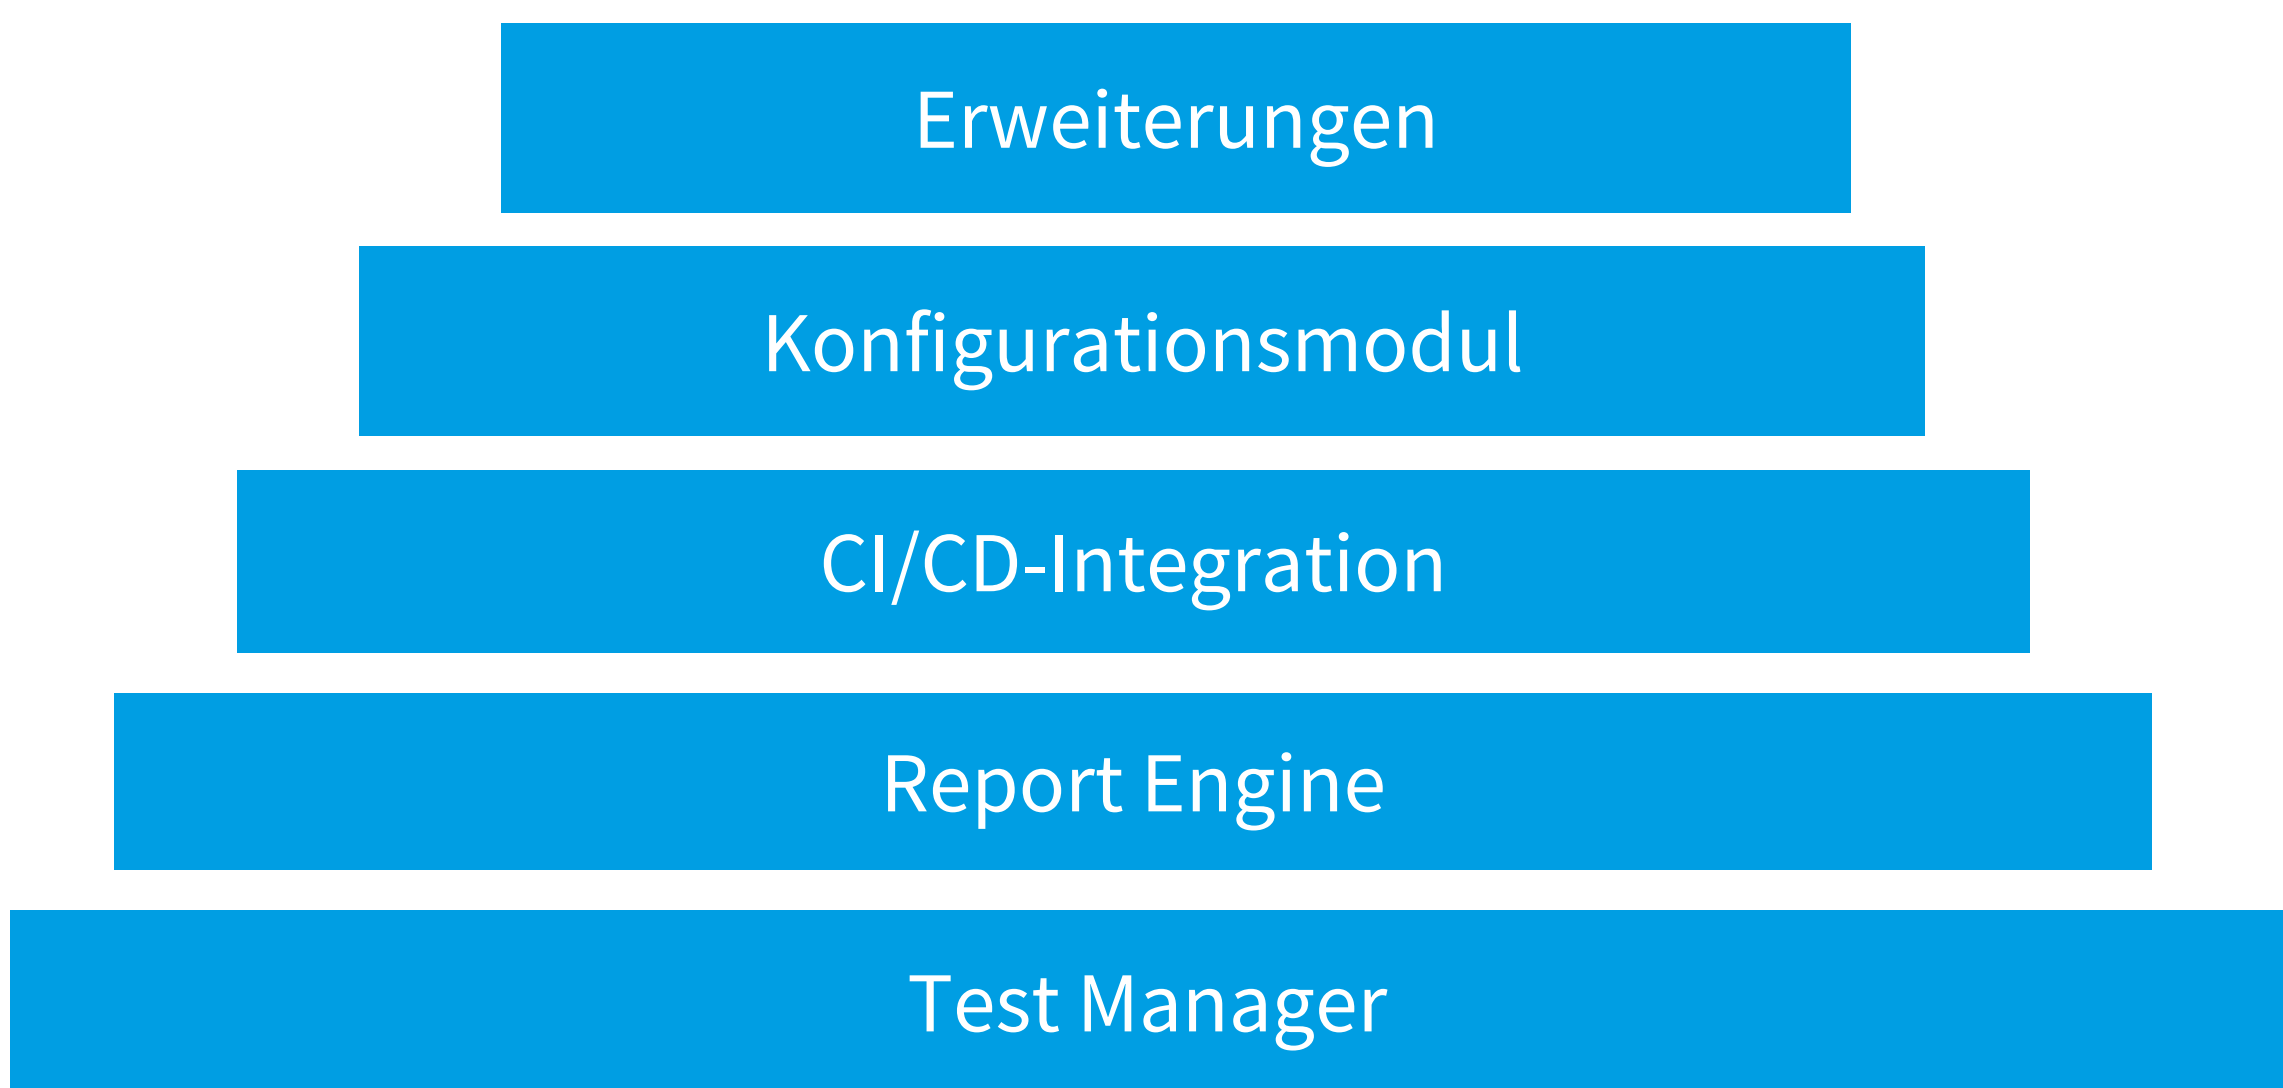 Erweiterungen
Konfigurationsmodul
CI/CD-Integration
Report Engine
Test Manager